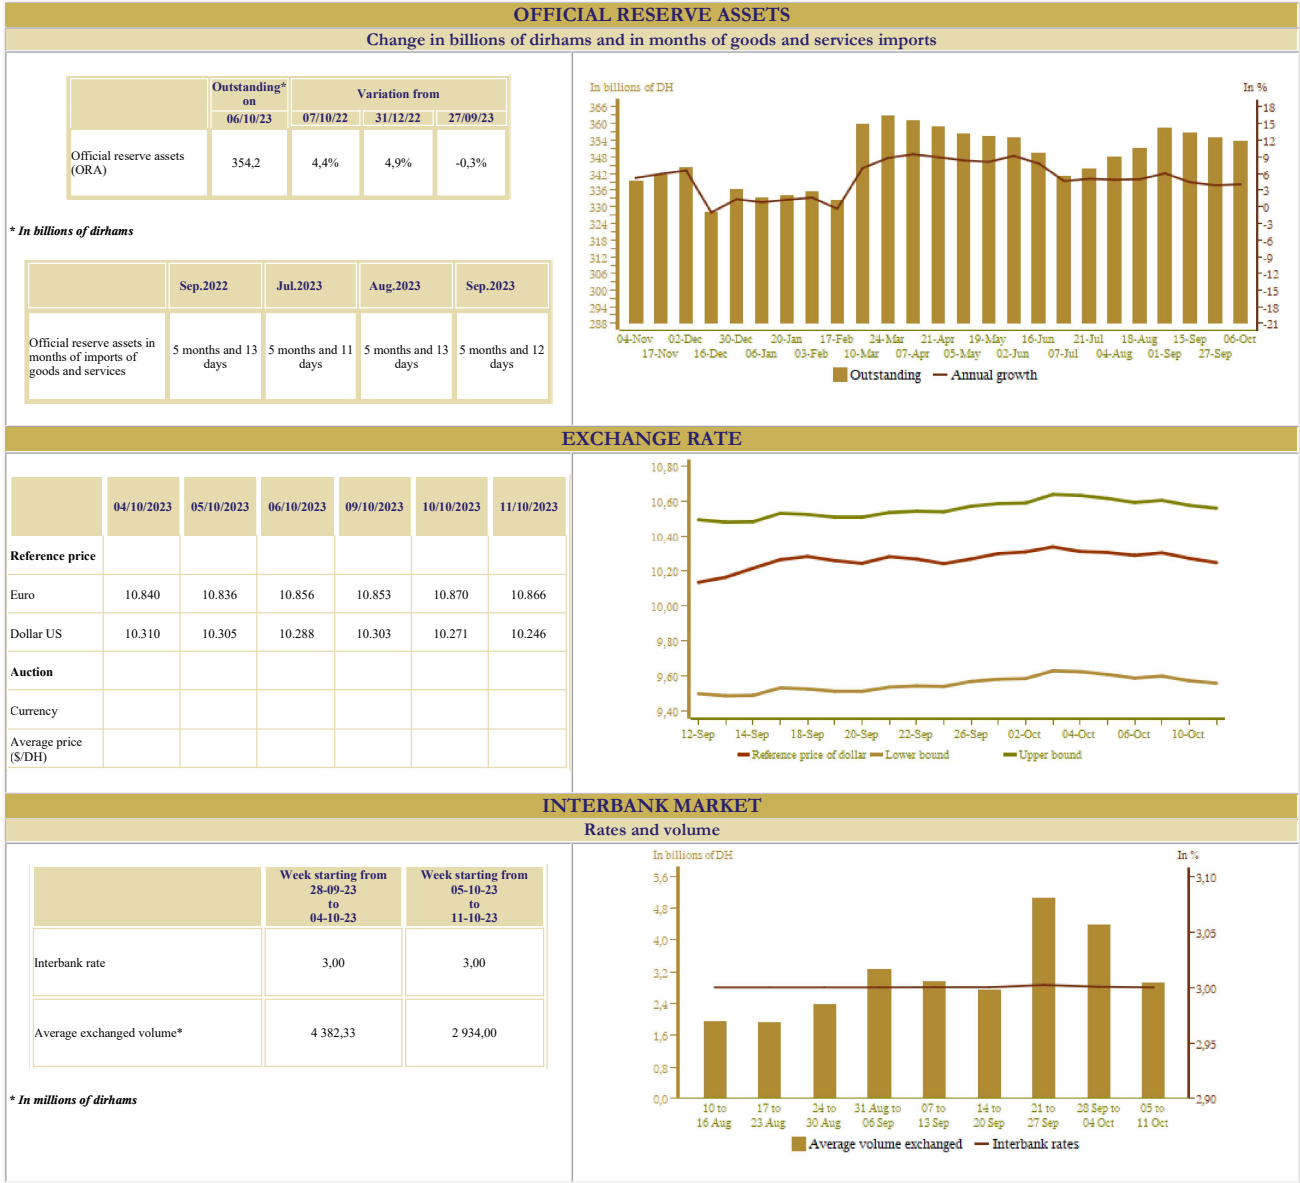 OFFICIAL RESERVE ASSETS
Change in billions of dirhams and in months of goods and services imports
Outstanding*
on
Variation from
06/10/23 07/10/22 31/12/22 27/09/23
Official reserve assets
(ORA)
354,2 4,4% 4,9% -0,3%
* In billions of dirhams
Sep.2022 Jul.2023 Aug.2023 Sep.2023
Official reserve assets in
months of imports of
goods and services
5 months and 13
days
5 months and 11
days
5 months and 13
days
5 months and 12
days
In billions of DH
In %
366
360
354
348
342
336
330
324
318
312
306
300
294
288
18
15
12
9
6
3
0
-3
-6
-9
-12
-15
-18
-21
04-Nov 02-Dec 30-Dec 20-Jan 17-Feb 24-Mar 21-Apr 19-May 16-Jun 21-Jul 18-Aug 15-Sep 06-Oct
17-Nov 16-Dec 06-Jan 03-Feb 10-Mar 07-Apr 05-May 02-Jun 07-Jul 04-Aug 01-Sep 27-Sep
Outstanding Annual growth
EXCHANGE RATE
04/10/2023 05/10/2023 06/10/2023 09/10/2023 10/10/2023 11/10/2023
Reference price
Euro 10.840 10.836 10.856 10.853 10.870 10.866
Dollar US 10.310 10.305 10.288 10.303 10.271 10.246
Auction
Currency
Average price
($/DH)
10,80
10,60
10,40
10,20
10,00
9,80
9,60
9,40
12-Sep 14-Sep 18-Sep 20-Sep 22-Sep 26-Sep 02-Oct 04-Oct 06-Oct 10-Oct
Reference price of dollar Lower bound Upper bound
INTERBANK MARKET
Rates and volume
Week starting from
28-09-23
to
04-10-23
Week starting from
05-10-23
to
11-10-23
Interbank rate 3,00 3,00
Average exchanged volume* 4 382,33 2 934,00
* In millions of dirhams
In billions of DH
In %
5,6
4,8
4,0
3,2
2,4
1,6
0,8
0,0
3,10
3,05
3,00
2,95
2,90
10 to 17 to 24 to 31 Aug to 07 to 14 to 21 to 28 Sep to 05 to
16 Aug 23 Aug 30 Aug 06 Sep 13 Sep 20 Sep 27 Sep 04 Oct 11 Oct
Average volume exchanged Interbank rates